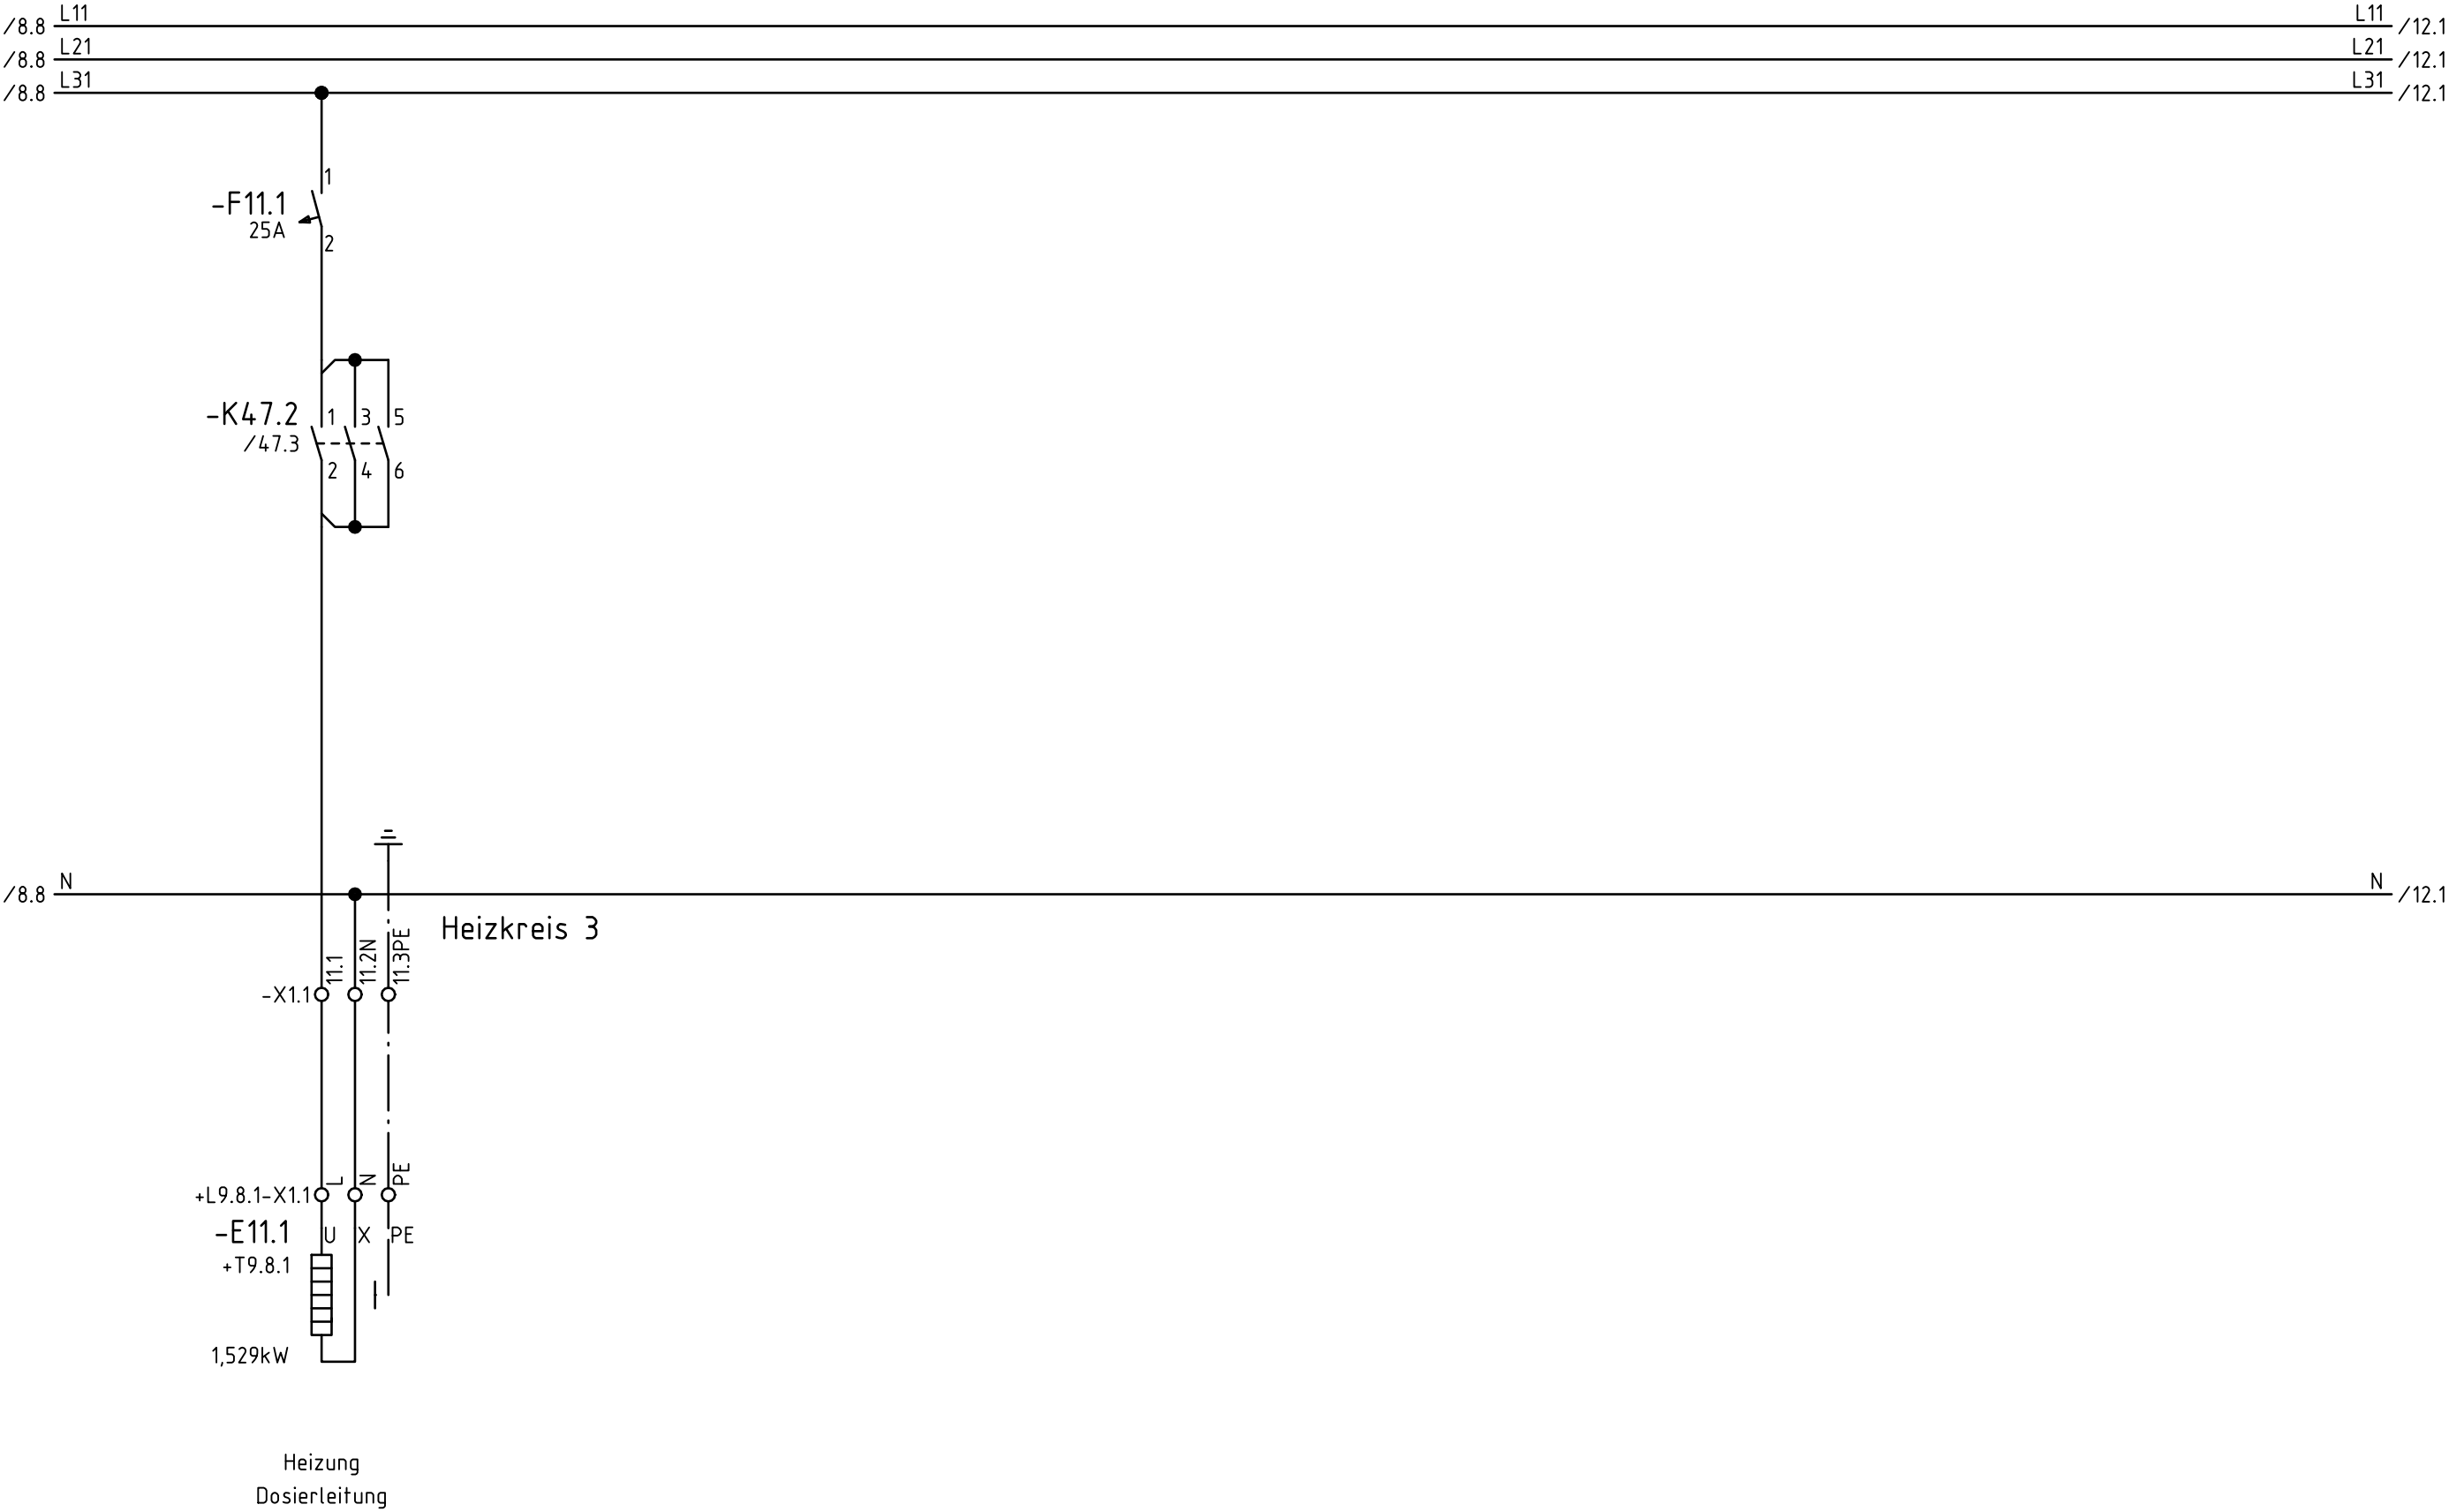 L11 L11
/8.8 /12.1
L21 L21
/8.8 /12.1
L31 L31
/8.8 /12.1
1
-F11.1
25A
2
-K47.2 1 3 5
/47.3
2 4 6
N N
/8.8 /12.1
Heizkreis 3
11.1 11.2N 11.3PE
-X1.1
L N PE
+L9.8.1-X1.1
-E11.1 U X PE
+T9.8.1
1,529kW
Heizung
Dosierleitung